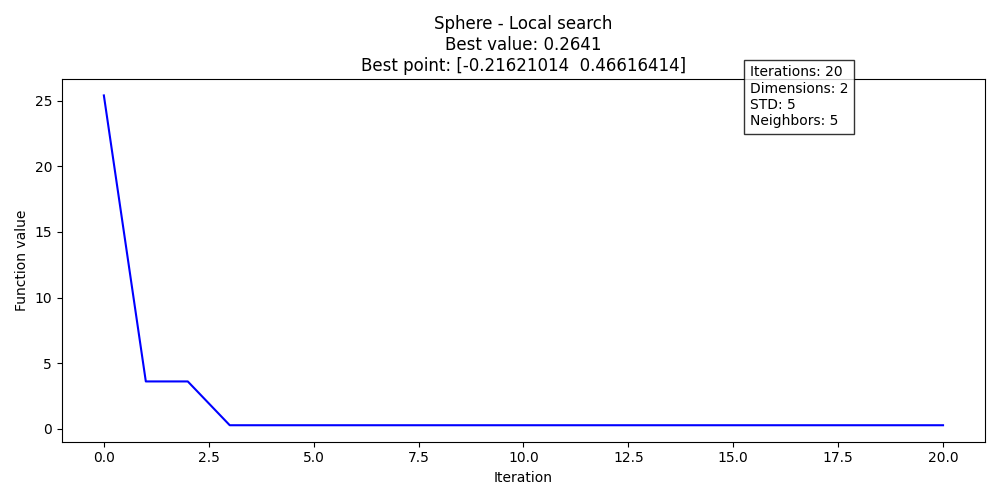 Sphere - Local search
Best value: 0.2641
Best point: [-0.21621014  0.46616414]
Iterations: 20
Dimensions: 2
STD: 5
Neighbors: 5
25
20
15
10
5
0
Function value
0.0 2.5 5.0 7.5 10.0 12.5 15.0 17.5 20.0
Iteration